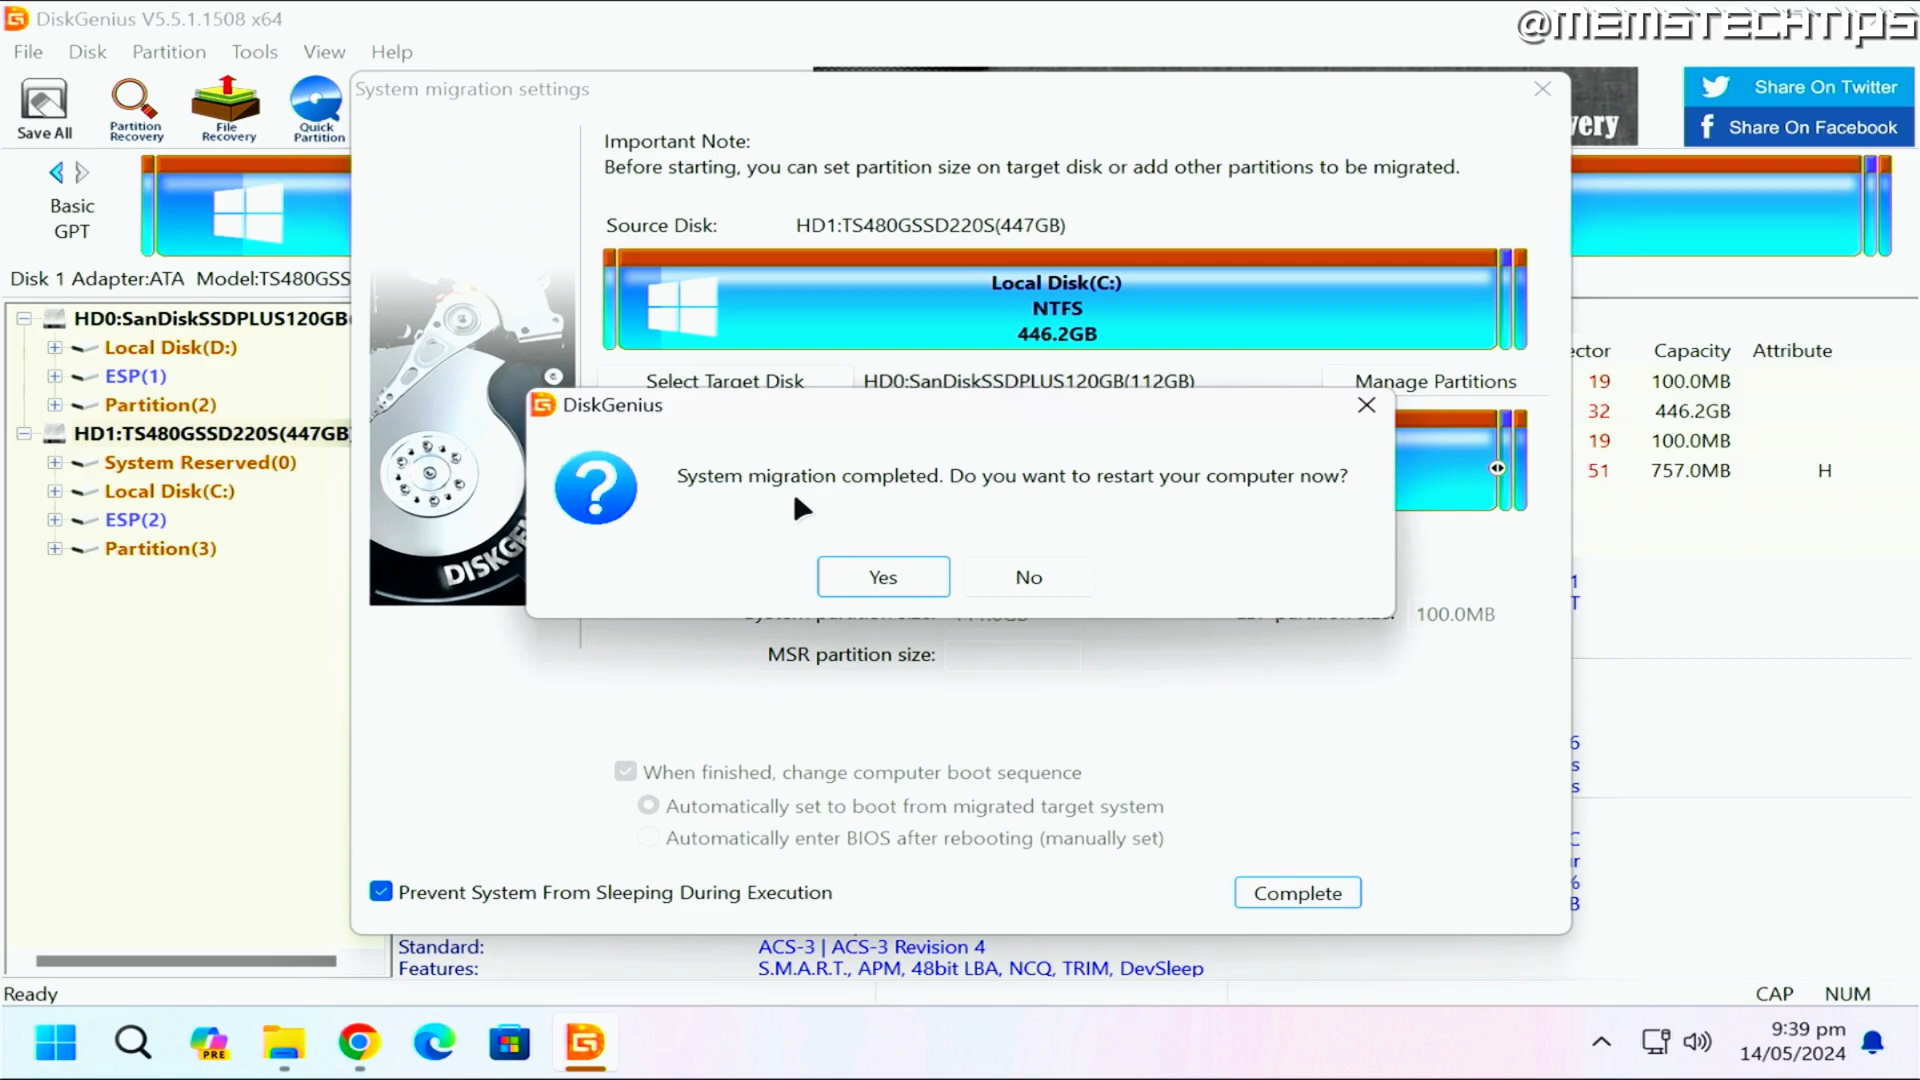 DiskGenius V5.5.1.1508 x64
@MEMSTECHTIPS
File Disk Partition Tools View Help
Save All
Partition
Recovery
File
Recovery
Quick
Partition
very
Share On Twitter
Share On Facebook
Basic
GPT
Disk 1 Adapter:ATA Model:TS480GSS
HD0:SanDiskSSDPLUS120GB(
Local Disk(D:)
ESP(1)
Partition(2)
HD1:TS480GSSD220S(447GB)
System Reserved(0)
Local Disk(C:)
ESP(2)
Partition(3)
System migration settings
Important Note:
Before starting, you can set partition size on target disk or add other partitions to be migrated.
Source Disk: HD1:TS480GSSD220S(447GB)
Local Disk(C:)
NTFS
446.2GB
Select Target Disk HD0:SanDiskSSDPLUS120GB(112GB) Manage Partitions
DiskGenius
System migration completed. Do you want to restart your computer now?
Yes No
DISKGE
100.0MB
MSR partition size:
When finished, change computer boot sequence
Automatically set to boot from migrated target system
Automatically enter BIOS after rebooting (manually set)
Prevent System From Sleeping During Execution
Complete
ector Capacity Attribute
19 100.0MB
32 446.2GB
19 100.0MB
51 757.0MB H
Standard: ACS-3 | ACS-3 Revision 4
Features: S.M.A.R.T., APM, 48bit LBA, NCQ, TRIM, DevSleep
Ready CAP NUM
PRE
9:39 pm
14/05/2024